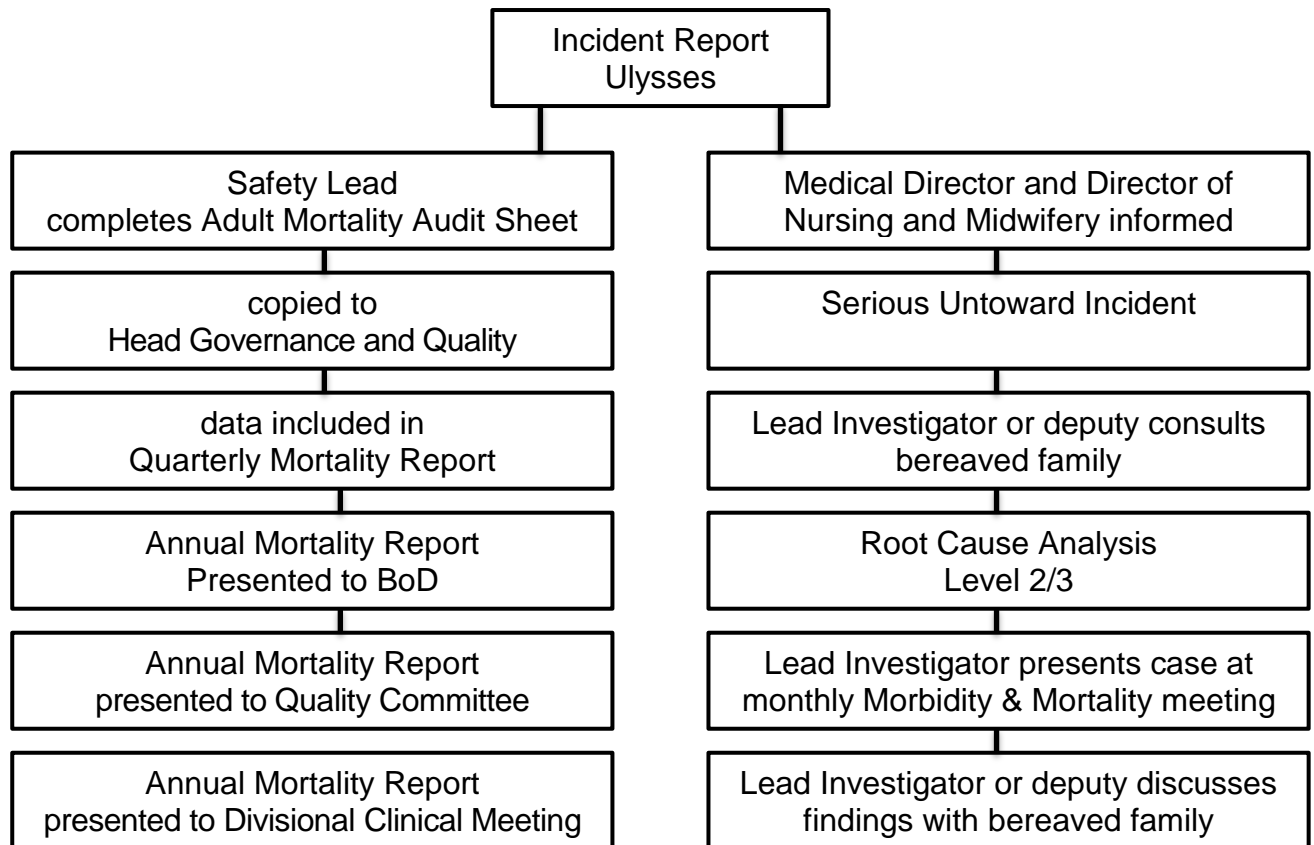 Incident Report
Ulysses
Safety Lead
completes Adult Mortality Audit Sheet
copied to
Head Governance and Quality
data included in
Quarterly Mortality Report
Annual Mortality Report
Presented to BoD
Annual Mortality Report
presented to Quality Committee
Annual Mortality Report
presented to Divisional Clinical Meeting
Medical Director and Director of
Nursing and Midwifery informed
Serious Untoward Incident
Lead Investigator or deputy consults
bereaved family
Root Cause Analysis
Level 2/3
Lead Investigator presents case at
monthly Morbidity & Mortality meeting
Lead Investigator or deputy discusses
findings with bereaved family